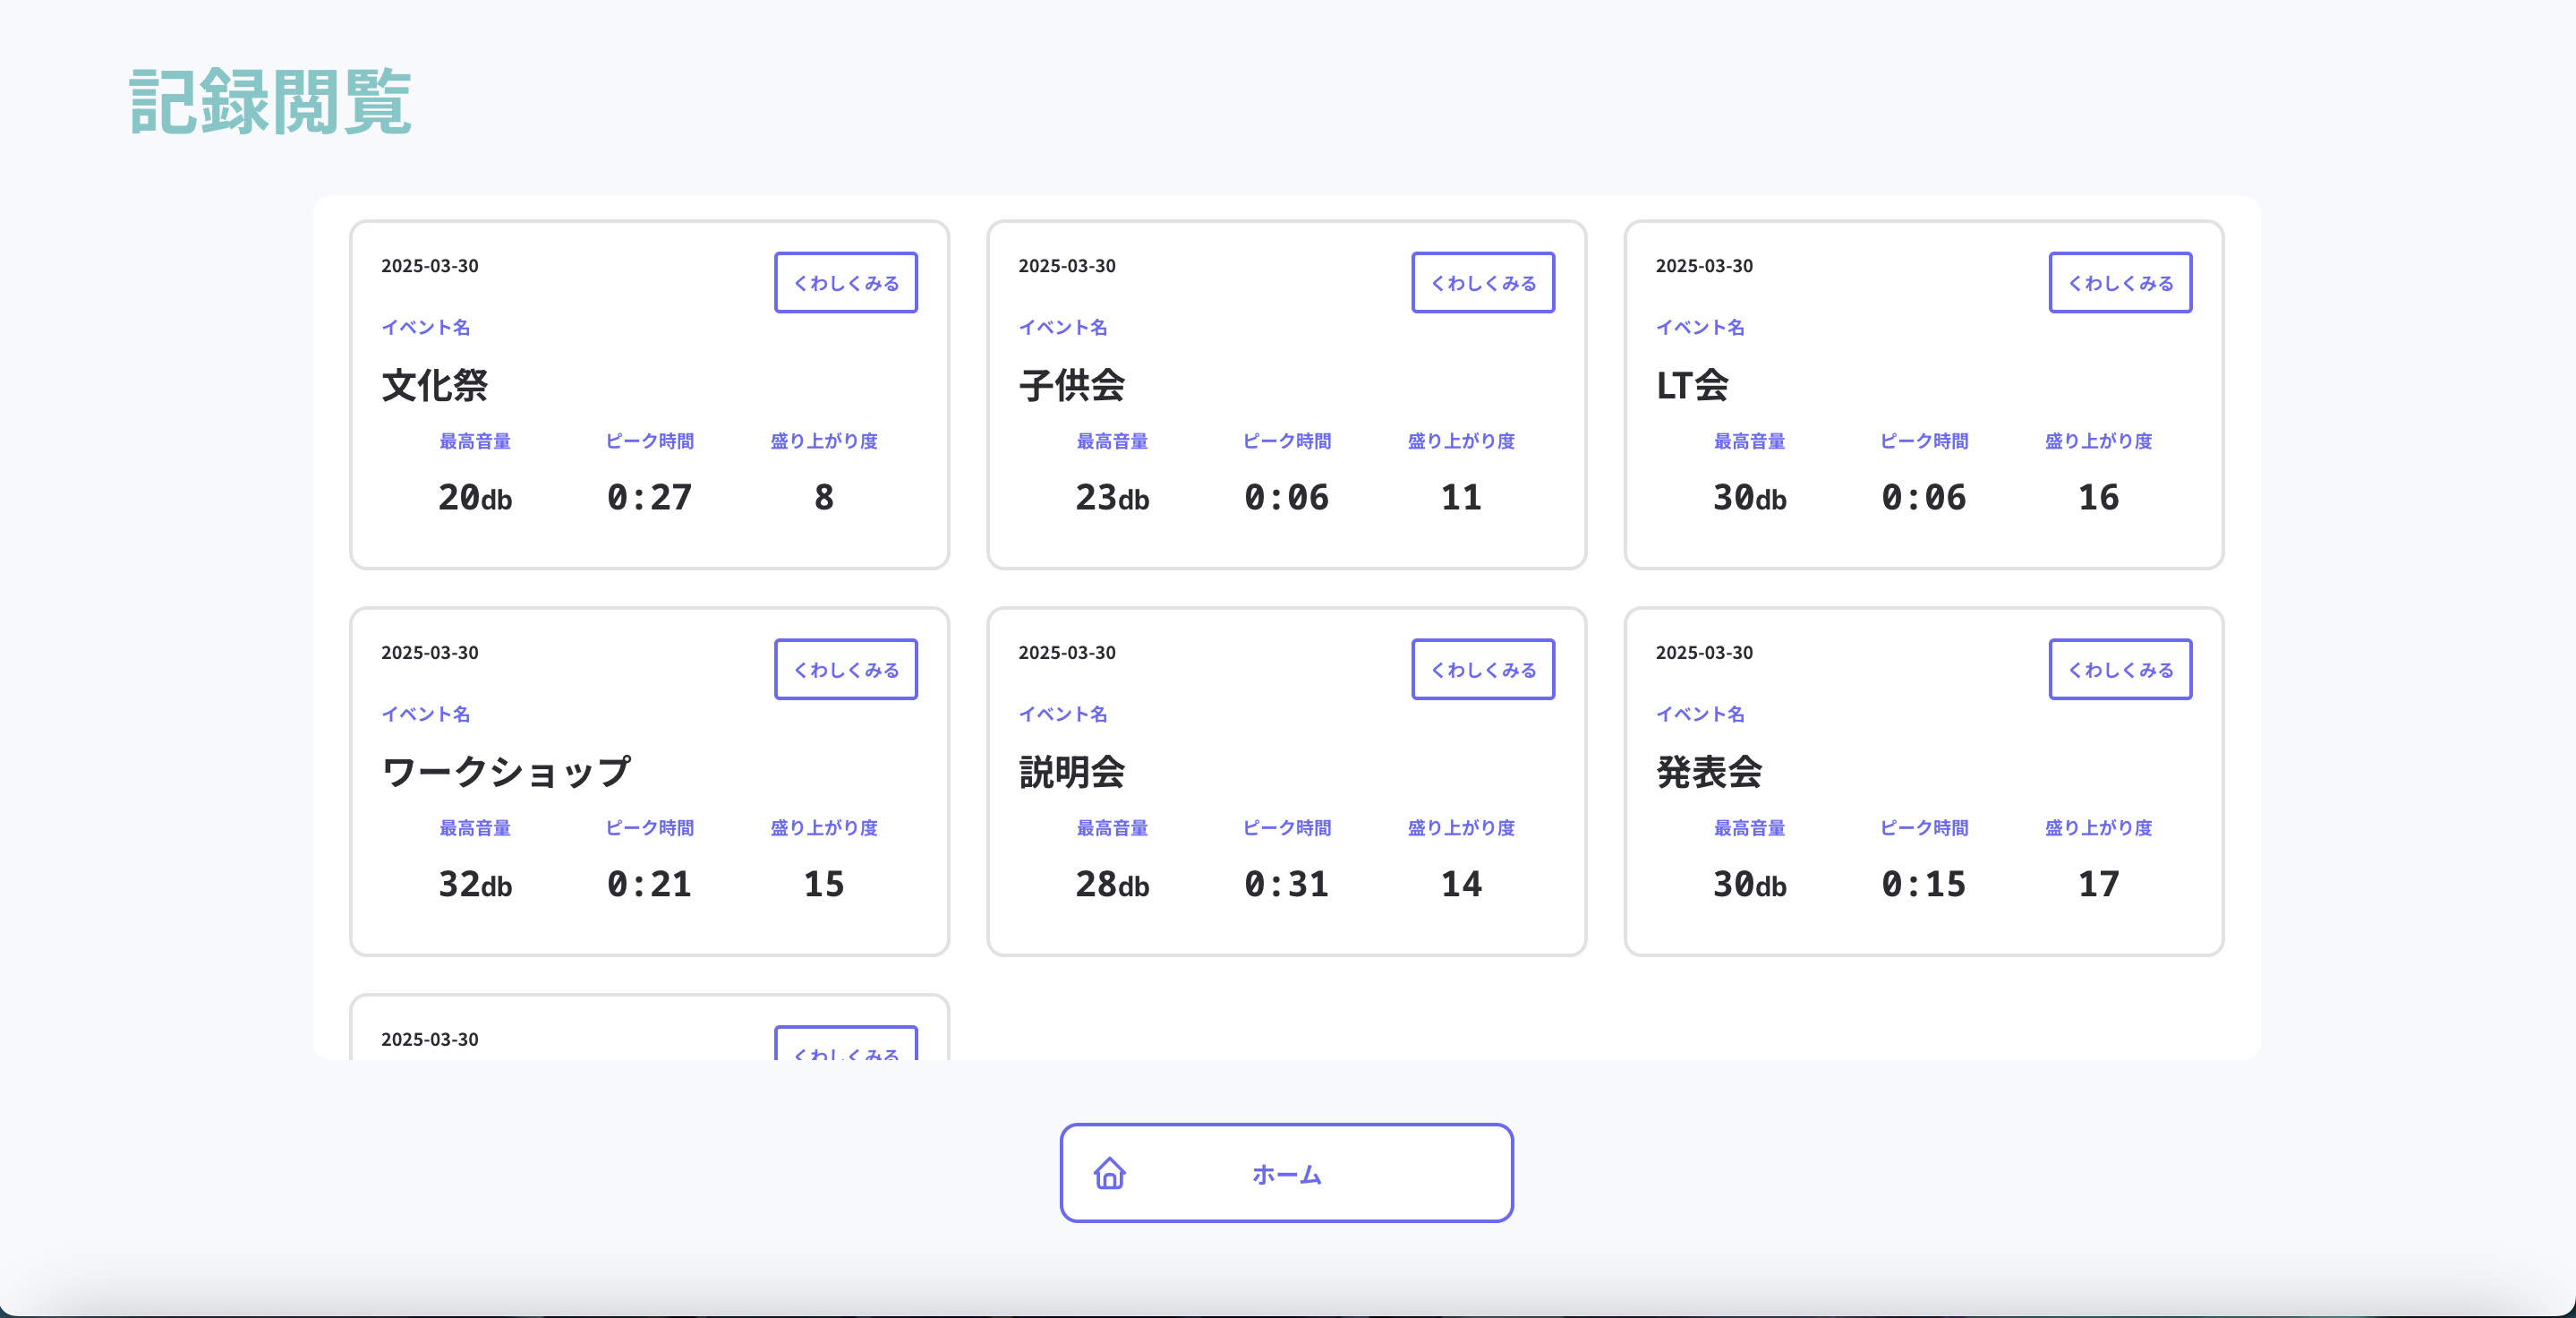 記録閲覧
2025-03-30
くわしくみる
イベント名
文化祭
最高音量 ピーク時間 盛り上がり度
20db 0:27 8
2025-03-30
くわしくみる
イベント名
子供会
最高音量 ピーク時間 盛り上がり度
23db 0:06 11
2025-03-30
くわしくみる
イベント名
LT会
最高音量 ピーク時間 盛り上がり度
30db 0:06 16
2025-03-30
くわしくみる
イベント名
ワークショップ
最高音量 ピーク時間 盛り上がり度
32db 0:21 15
2025-03-30
くわしくみる
イベント名
説明会
最高音量 ピーク時間 盛り上がり度
28db 0:31 14
2025-03-30
くわしくみる
イベント名
発表会
最高音量 ピーク時間 盛り上がり度
30db 0:15 17
2025-03-30
くわしくみる
ホーム